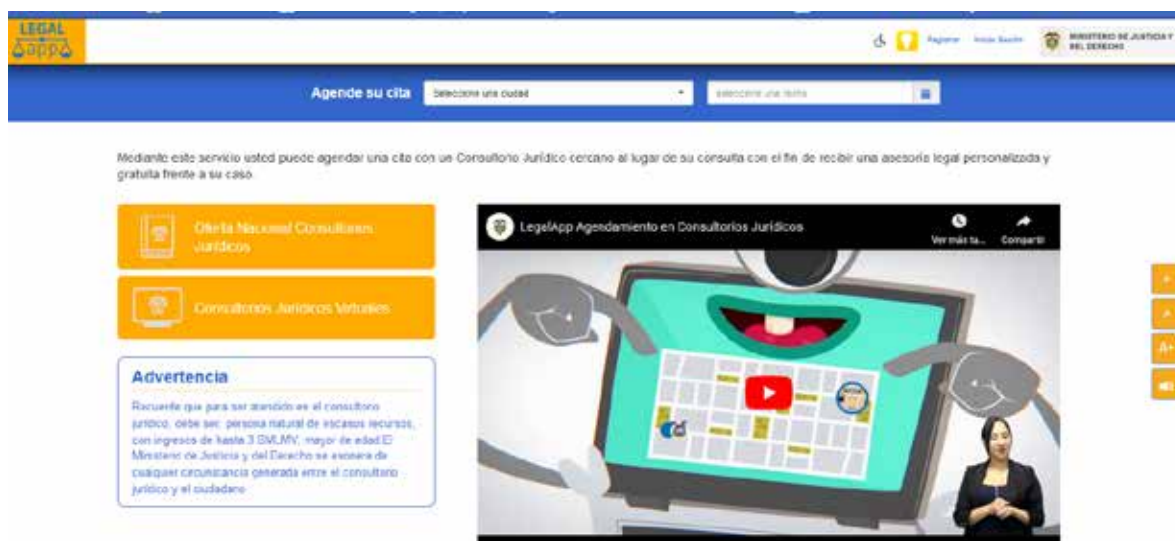 LEGAL
app
Registrar Iniciar Sesión
MINISTERIO DE JUSTICIA Y
DEL DERECHO
Agende su cita
Seleccione una ciudad
seleccione una fecha
Mediante este servicio usted puede agendar una cita con un Consultorio Jurídico cercano al lugar de su consulta con el fin de recibir una asesoría legal personalizada y
gratuita frente a su caso.
Oferta Nacional Consultorios
Jurídicos
Consultorios Jurídicos Virtuales
Advertencia
Recuerde que para ser atendido en el consultorio
jurídico, debe ser: persona natural de escasos recursos,
con ingresos de hasta 3 SMLMV, mayor de edad El
Ministerio de Justicia y del Derecho se exonera de
cualquier circunstancia generada entre el consultorio
jurídico y el ciudadano
LegalApp Agendamiento en Consultorios Jurídicos
Ver más ta...
Compartir
A+